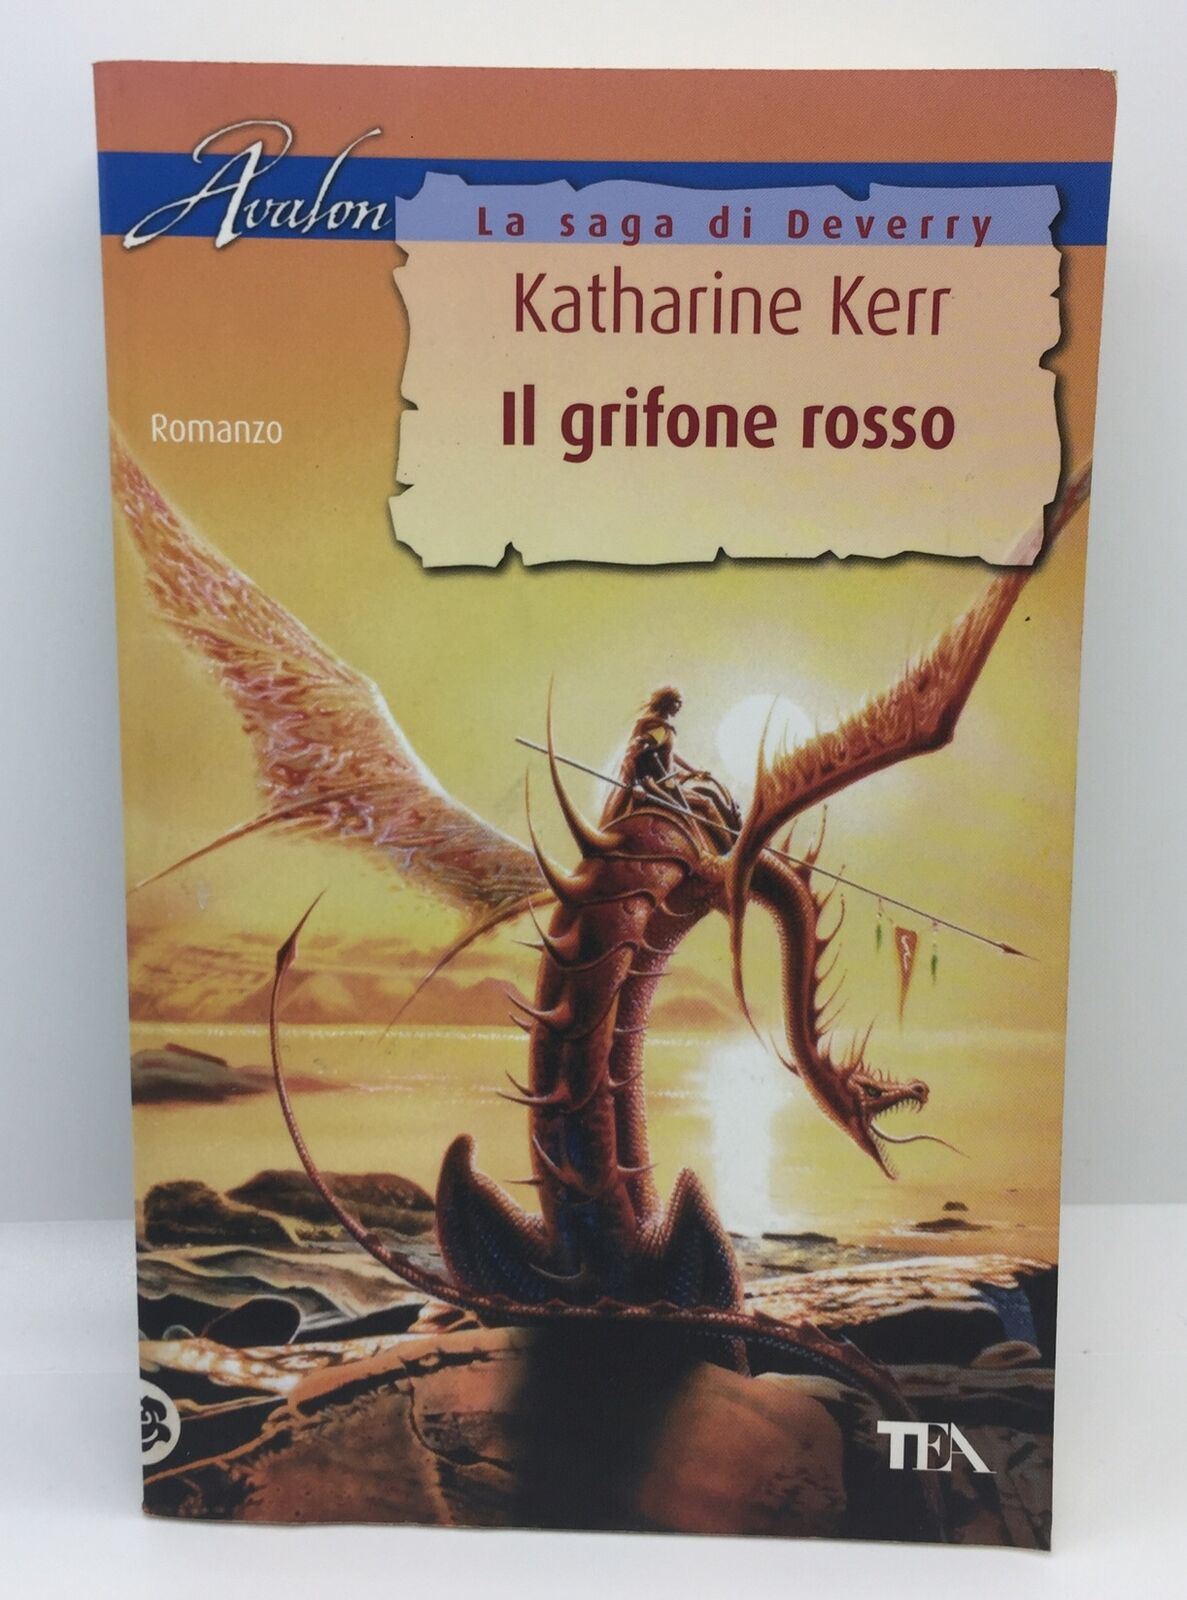 Avalon
La saga di Deverry
Katharine Kerr
Il grifone rosso
Romanzo
TEA